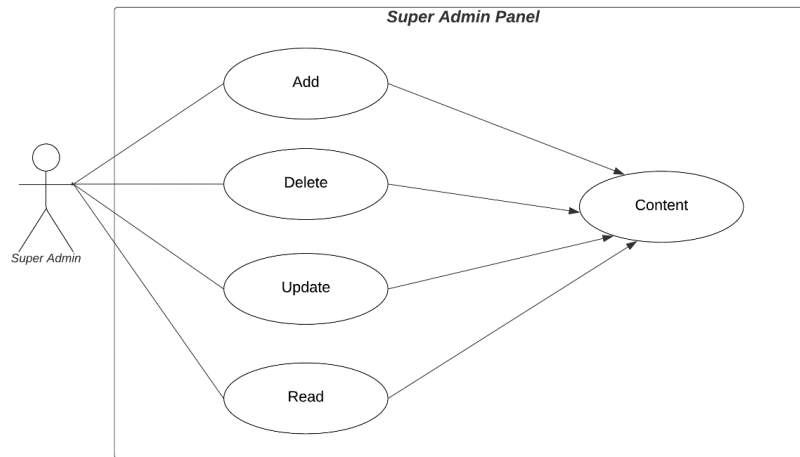 Super Admin Panel
Add
Delete
Content
Super Admin
Update
Read